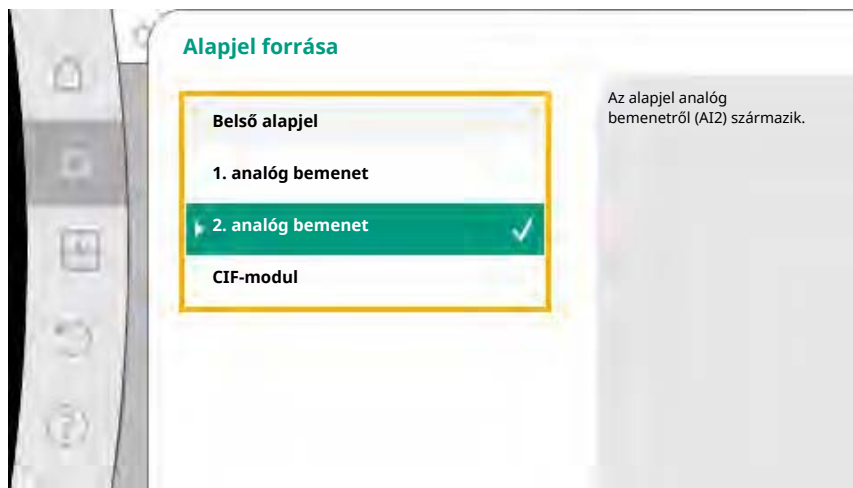 Alapjel forrása
Belső alapjel
1. analóg bemenet
2. analóg bemenet
CIF-modul
Az alapjel analóg
bemenetről (AI2) származik.